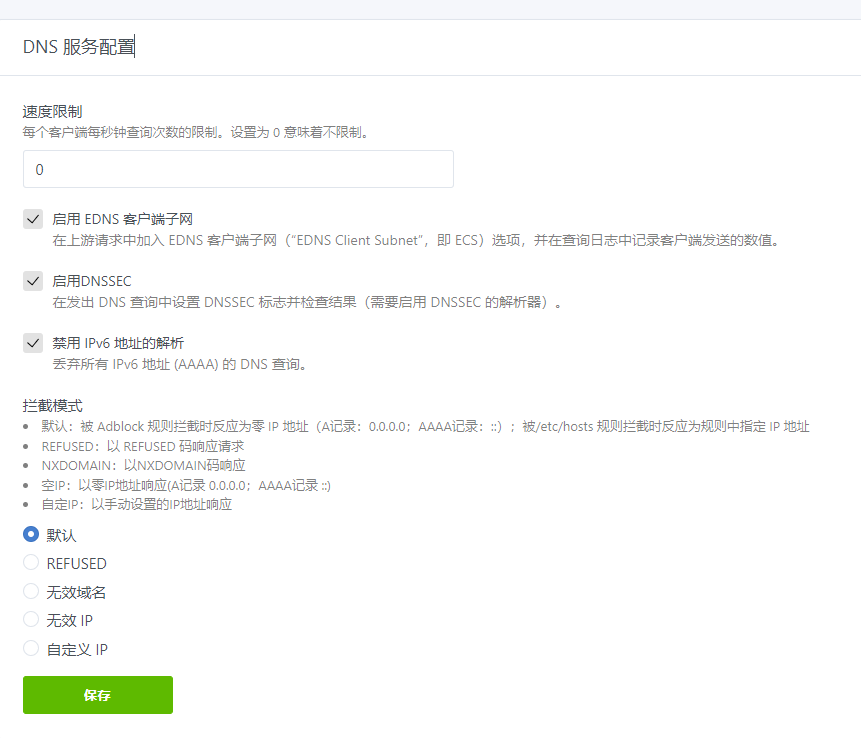 DNS 服务配置
速度限制
每个客户端每秒钟查询次数的限制。设置为 0 意味着不限制。
0
启用 EDNS 客户端子网
在上游请求中加入 EDNS 客户端子网（“EDNS Client Subnet”，即 ECS）选项，并在查询日志中记录客户端发送的数值。
启用DNSSEC
在发出 DNS 查询中设置 DNSSEC 标志并检查结果（需要启用 DNSSEC 的解析器）。
禁用 IPv6 地址的解析
丢弃所有 IPv6 地址 (AAAA) 的 DNS 查询。
拦截模式
• 默认：被 Adblock 规则拦截时反应为零 IP 地址（A记录：0.0.0.0；AAAA记录：::）；被/etc/hosts 规则拦截时反应为规则中指定 IP 地址
• REFUSED：以 REFUSED 码响应请求
• NXDOMAIN：以NXDOMAIN码响应
• 空IP：以零IP地址响应(A记录 0.0.0.0；AAAA记录 ::)
• 自定IP：以手动设置的IP地址响应
默认
REFUSED
无效域名
无效 IP
自定义 IP
保存